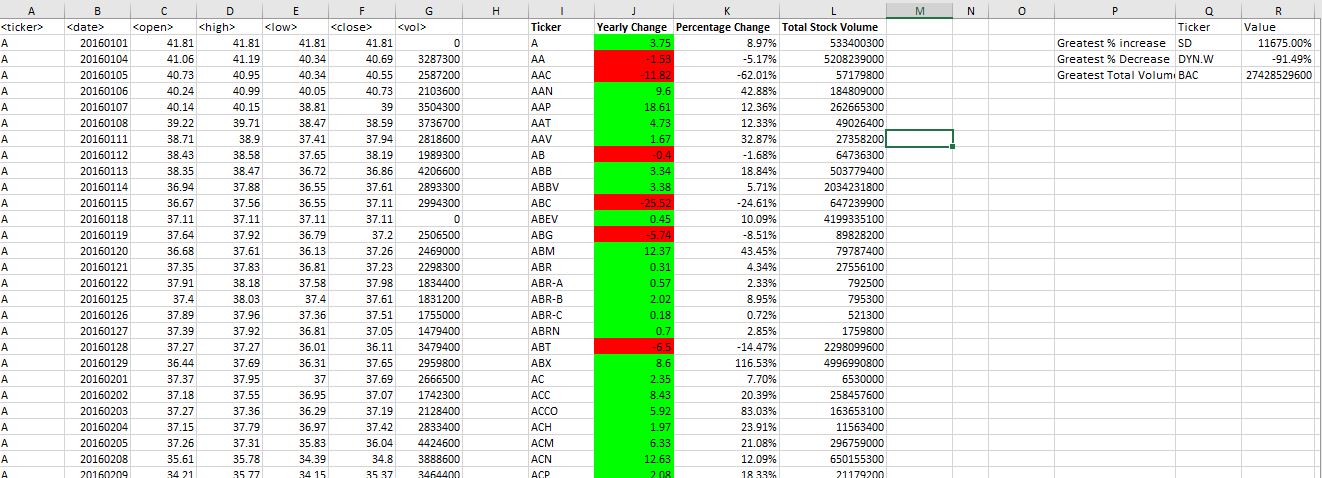 A B C D E F G H I J K L M N O P Q R
<ticker> <date> <open> <high> <low> <close> <vol> Ticker Yearly Change Percentage Change Total Stock Volume Ticker Value
A 20160101 41.81 41.81 41.81 41.81 0 A 3.75 8.97% 533400300 Greatest % increase SD 11675.00%
A 20160104 41.06 41.19 40.34 40.69 3287300 AA -1.53 -5.17% 5208239000 Greatest % Decrease DYN.W -91.49%
A 20160105 40.73 40.95 40.34 40.55 2587200 AAC -11.82 -62.01% 57179800 Greatest Total Volum BAC 27428529600
A 20160106 40.24 40.99 40.05 40.73 2103600 AAN 9.6 42.88% 184809000
A 20160107 40.14 40.15 38.81 39 3504300 AAP 18.61 12.36% 262665300
A 20160108 39.22 39.71 38.47 38.59 3736700 AAT 4.73 12.33% 49026400
A 20160111 38.71 38.9 37.41 37.94 2818600 AAV 1.67 32.87% 27358200
A 20160112 38.43 38.58 37.65 38.19 1989300 AB -0.4 -1.68% 64736300
A 20160113 38.35 38.47 36.72 36.86 4206600 ABB 3.34 18.84% 503779400
A 20160114 36.94 37.88 36.55 37.61 2893300 ABBV 3.38 5.71% 2034231800
A 20160115 36.67 37.56 36.55 37.11 2994300 ABC -25.52 -24.61% 647239900
A 20160118 37.11 37.11 37.11 37.11 0 ABEV 0.45 10.09% 4199335100
A 20160119 37.64 37.92 36.79 37.2 2506500 ABG -5.74 -8.51% 89828200
A 20160120 36.68 37.61 36.13 37.26 2469000 ABM 12.37 43.45% 79787400
A 20160121 37.35 37.83 36.81 37.23 2298300 ABR 0.31 4.34% 27556100
A 20160122 37.91 38.18 37.58 37.98 1834400 ABR-A 0.57 2.33% 792500
A 20160125 37.4 38.03 37.4 37.61 1831200 ABR-B 2.02 8.95% 795300
A 20160126 37.89 37.96 37.36 37.51 1755000 ABR-C 0.18 0.72% 521300
A 20160127 37.39 37.92 36.81 37.05 1479400 ABRN 0.7 2.85% 1759800
A 20160128 37.27 37.27 36.01 36.11 3479400 ABT -6.5 -14.47% 2298099600
A 20160129 36.44 37.69 36.31 37.65 2959800 ABX 8.6 116.53% 4996990800
A 20160201 37.37 37.95 37 37.69 2666500 AC 2.35 7.70% 6530000
A 20160202 37.18 37.55 36.95 37.07 1742300 ACC 8.43 20.39% 258457600
A 20160203 37.27 37.36 36.29 37.19 2128400 ACCO 5.92 83.03% 163653100
A 20160204 37.15 37.79 36.97 37.42 2833400 ACH 1.97 23.91% 11563400
A 20160205 37.26 37.31 35.83 36.04 4424600 ACM 6.33 21.08% 296759000
A 20160208 35.61 35.78 34.39 34.8 3888600 ACN 12.63 12.09% 650155300
A 20160209 34.21 35.77 34.15 35.37 3464400 ACP 2.08 18.33% 21179200